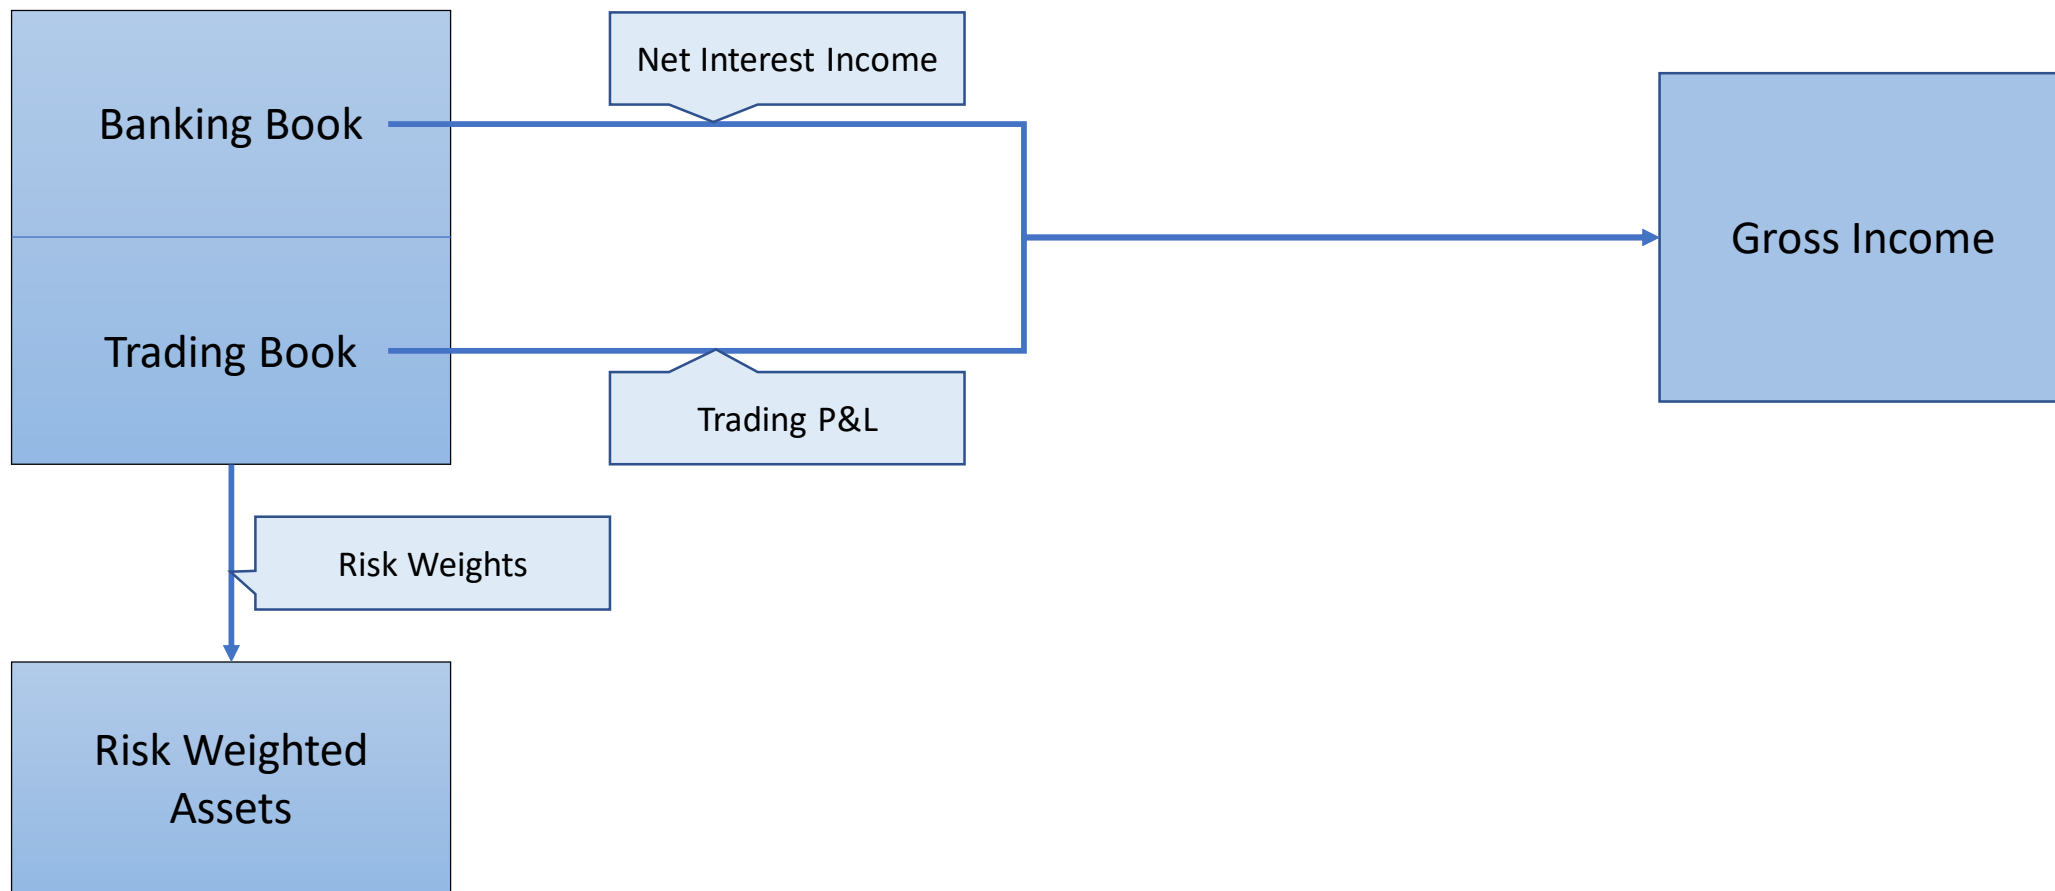 Net Interest Income
Banking Book
Gross Income
Trading Book
Trading P&L
Risk Weights
Risk Weighted
Assets